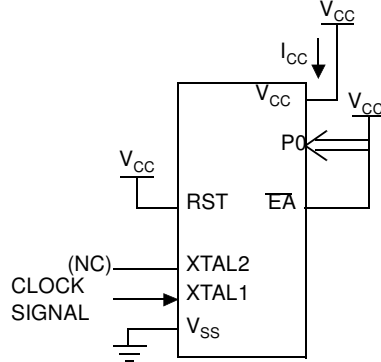 VCC
ICC
VCC
VCC
P0
VCC
RST
EA
(NC)
XTAL2
CLOCK
SIGNAL
XTAL1
VSS